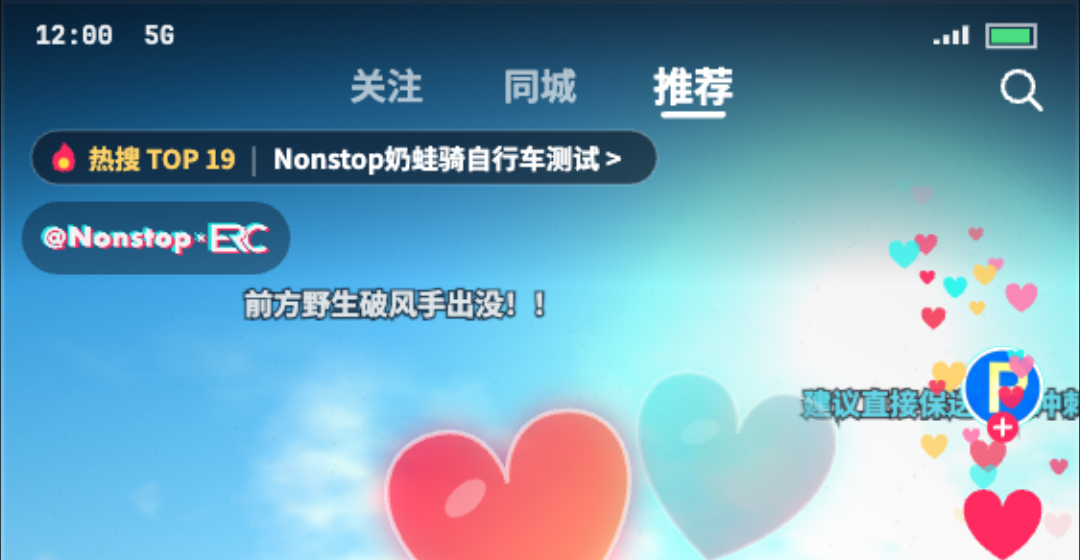 12:00 5G
关注 同城 推荐
热搜 TOP 19 | Nonstop奶蛙骑自行车测试 >
@Nonstop×ERC
前方野生破风手出没！！
建议直接保送 冲刺
P